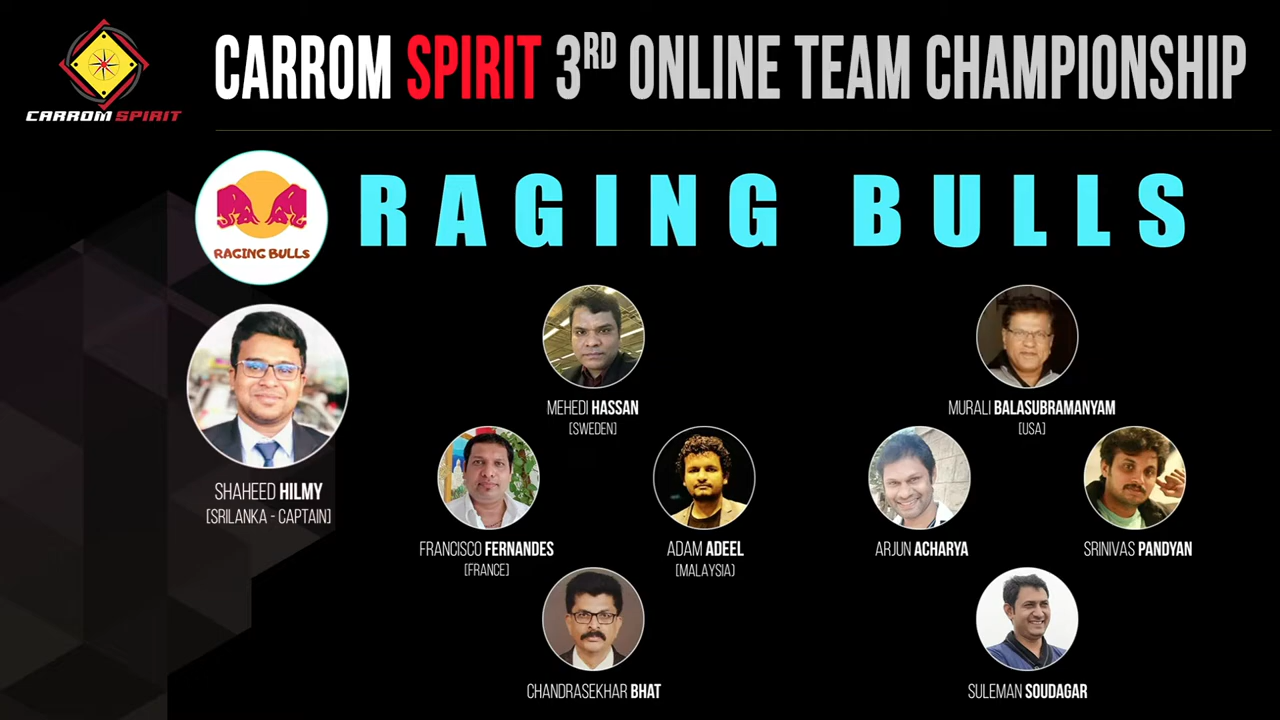 CARROM SPIRIT
CARROM SPIRIT 3RD ONLINE TEAM CHAMPIONSHIP
RAGING BULLS
RAGING BULLS
SHAHEED HILMY
[SRILANKA - CAPTAIN]
MEHEDI HASSAN
[SWEDEN]
MURALI BALASUBRAMANYAM
[USA]
FRANCISCO FERNANDES
[FRANCE]
ADAM ADEEL
[MALAYSIA]
ARJUN ACHARYA
SRINIVAS PANDYAN
CHANDRASEKHAR BHAT
SULEMAN SOUDAGAR